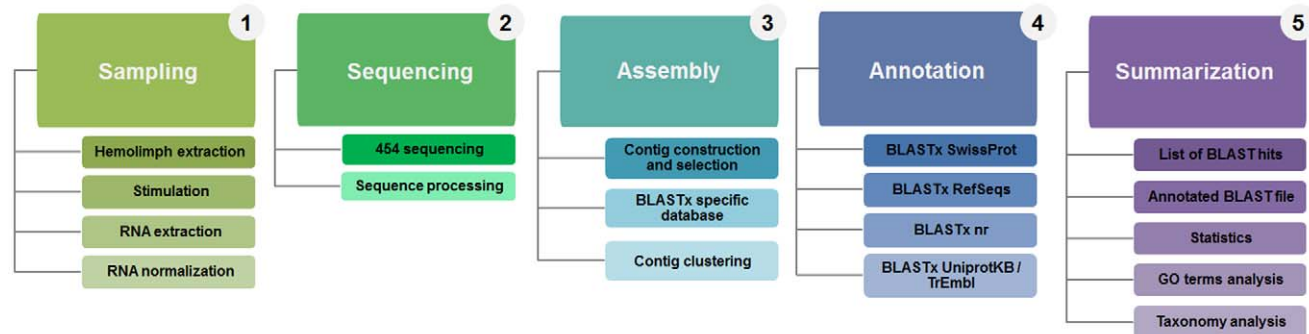 1
Sampling
Hemolimph extraction
Stimulation
RNA extraction
RNA normalization
2
Sequencing
454 sequencing
Sequence processing
3
Assembly
Contig construction
and selection
BLASTx specific
database
Contig clustering
4
Annotation
BLASTx SwissProt
BLASTx RefSeqs
BLASTx nr
BLASTx UniprotKB /
TrEmbl
5
Summarization
List of BLAST hits
Annotated BLAST file
Statistics
GO terms analysis
Taxonomy analysis